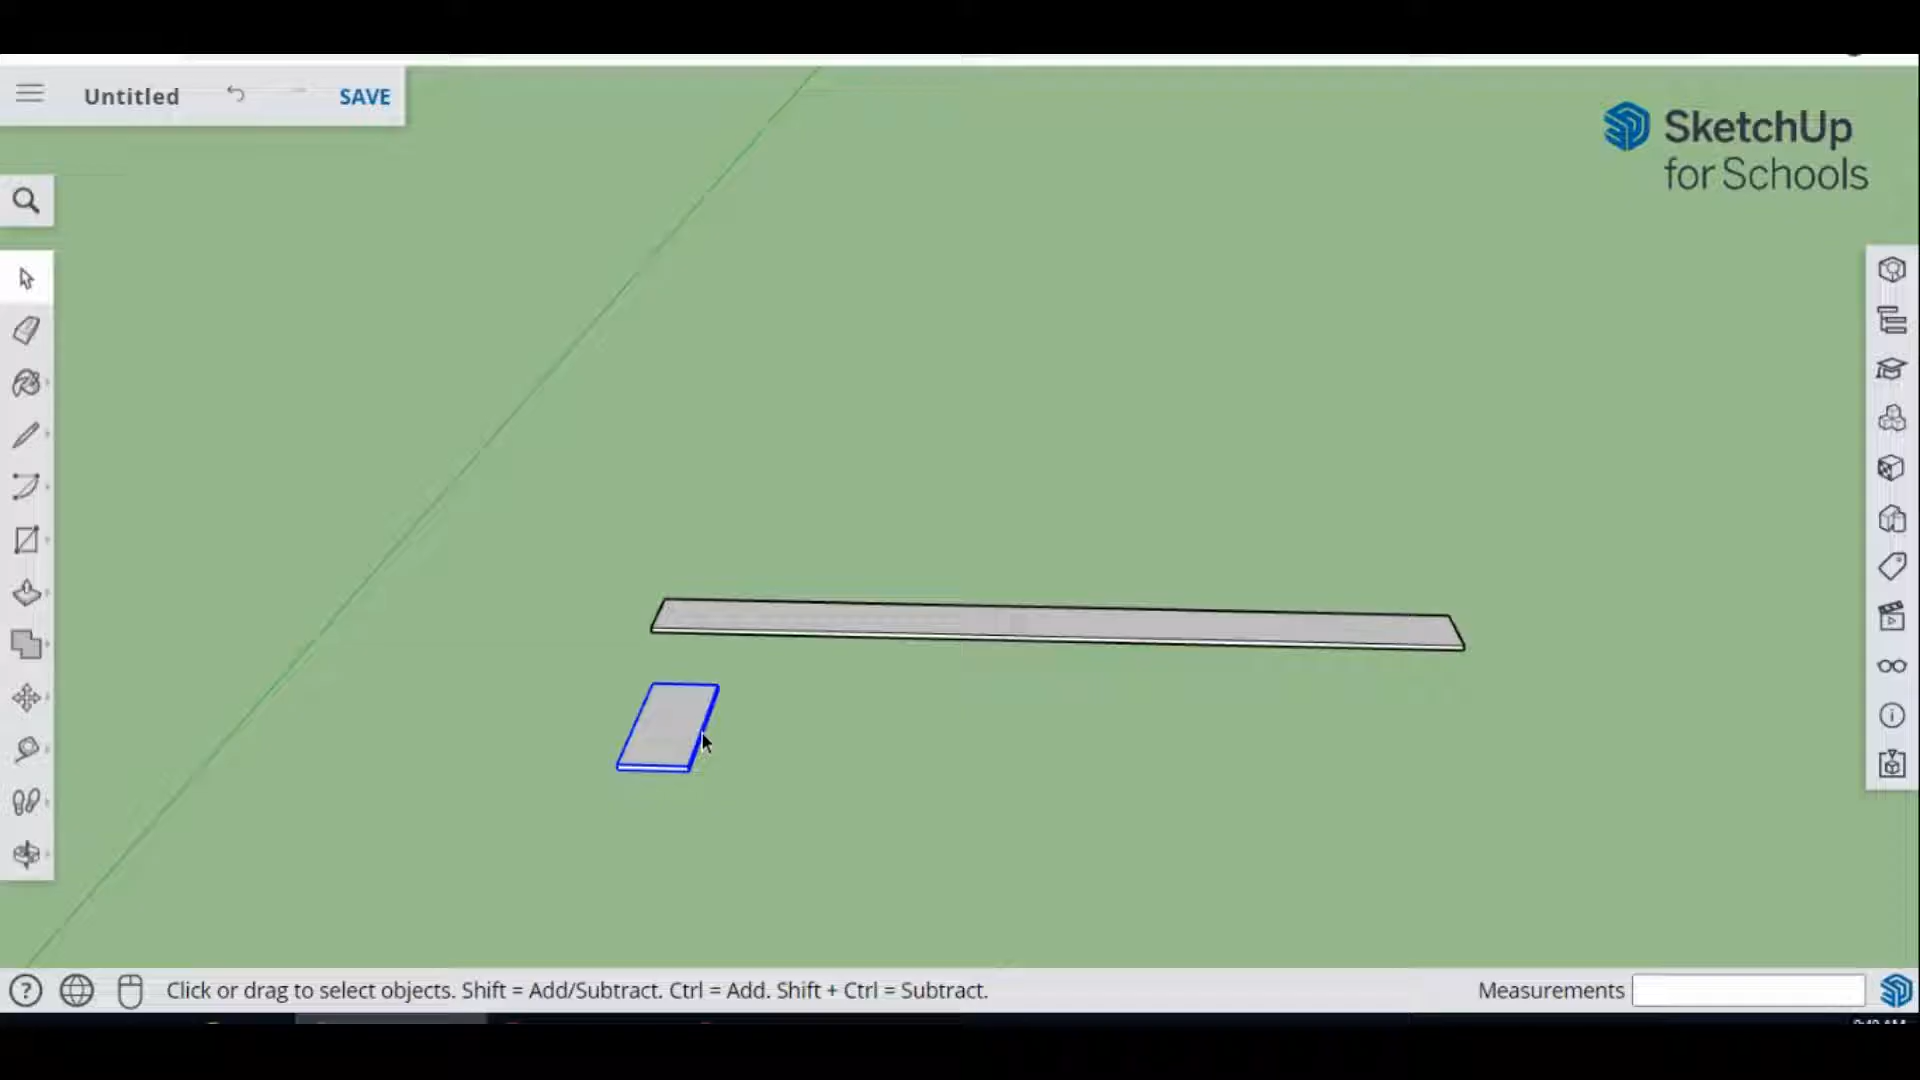 Untitled SAVE
SketchUp
for Schools
Click or drag to select objects. Shift = Add/Subtract. Ctrl = Add. Shift + Ctrl = Subtract.
Measurements